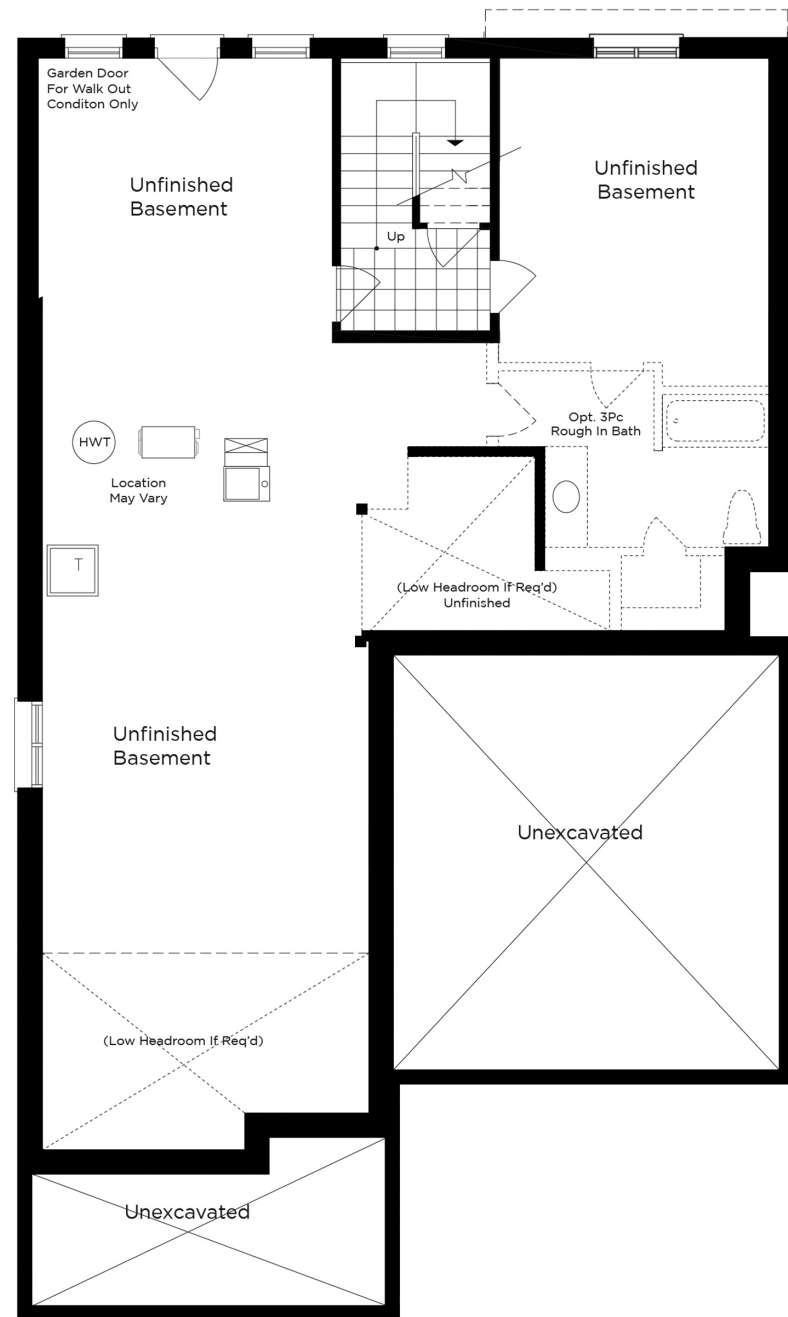 Garden Door
For Walk Out
Conditon Only
Unfinished
Basement
Unfinished
Basement
Up
Opt. 3Pc
Rough In Bath
HWT
Location
May Vary
T
(Low Headroom If Req'd)
Unfinished
Unfinished
Basement
Unexcavated
(Low Headroom If Req'd)
Unexcavated